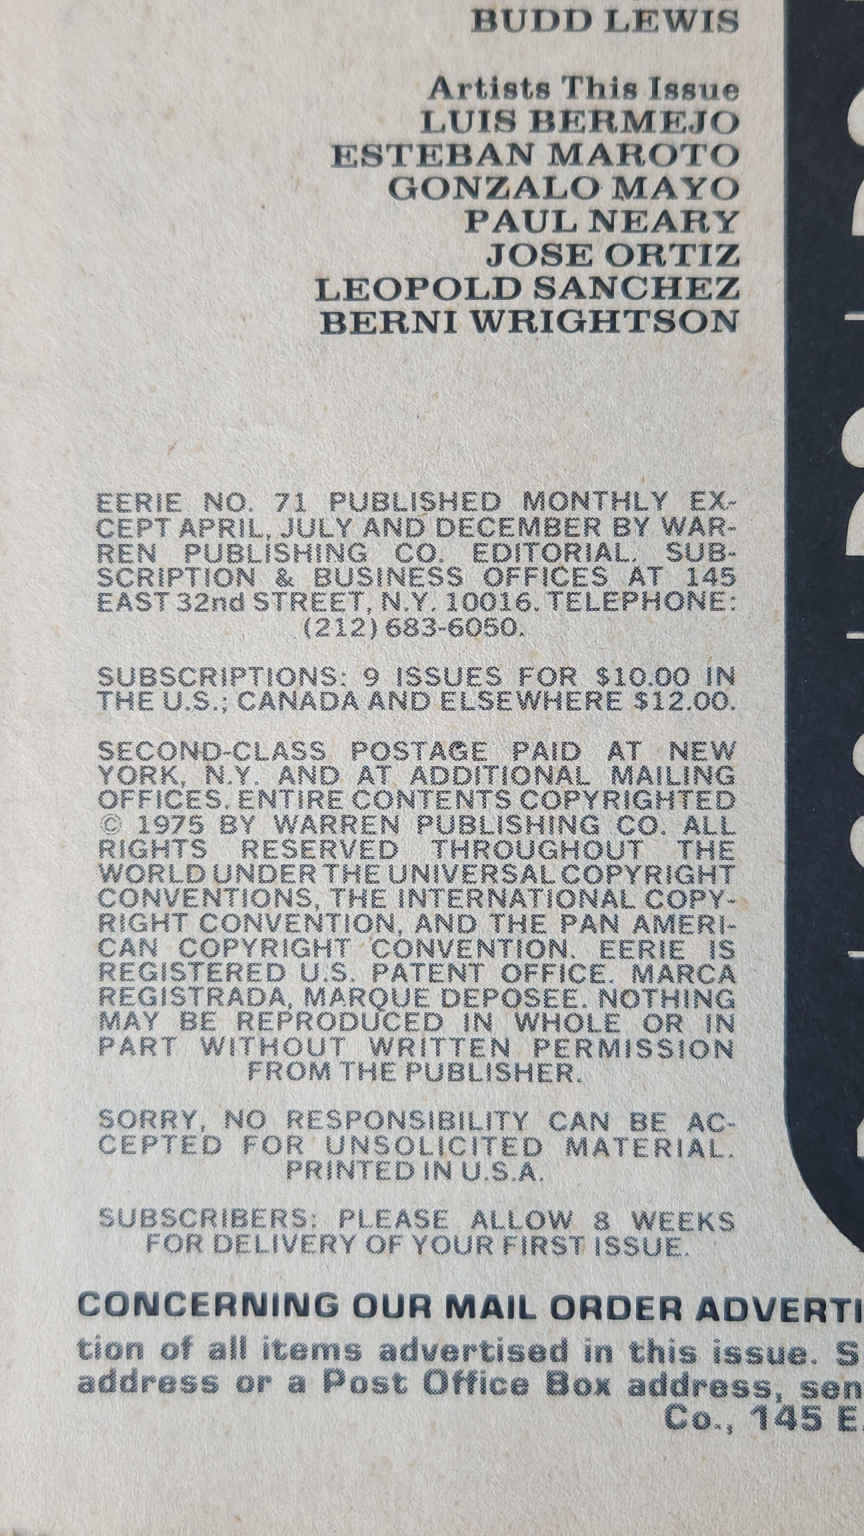 BUDD LEWIS
Artists This Issue
LUIS BERMEJO
ESTEBAN MAROTO
GONZALO MAYO
PAUL NEARY
JOSE ORTIZ
LEOPOLD SANCHEZ
BERNI WRIGHTSON
EERIE NO. 71 PUBLISHED MONTHLY EX-
CEPT APRIL, JULY AND DECEMBER BY WAR-
REN PUBLISHING CO. EDITORIAL, SUB-
SCRIPTION & BUSINESS OFFICES AT 145
EAST 32nd STREET, N.Y. 10016. TELEPHONE:
(212) 683-6050.
SUBSCRIPTIONS: 9 ISSUES FOR $10.00 IN
THE U.S.; CANADA AND ELSEWHERE $12.00.
SECOND-CLASS POSTAGE PAID AT NEW
YORK, N.Y. AND AT ADDITIONAL MAILING
OFFICES. ENTIRE CONTENTS COPYRIGHTED
© 1975 BY WARREN PUBLISHING CO. ALL
RIGHTS RESERVED THROUGHOUT THE
WORLD UNDER THE UNIVERSAL COPYRIGHT
CONVENTIONS, THE INTERNATIONAL COPY-
RIGHT CONVENTION, AND THE PAN AMERI-
CAN COPYRIGHT CONVENTION. EERIE IS
REGISTERED U.S. PATENT OFFICE. MARCA
REGISTRADA, MARQUE DEPOSEE. NOTHING
MAY BE REPRODUCED IN WHOLE OR IN
PART WITHOUT WRITTEN PERMISSION
FROM THE PUBLISHER.
SORRY, NO RESPONSIBILITY CAN BE AC-
CEPTED FOR UNSOLICITED MATERIAL.
PRINTED IN U.S.A.
SUBSCRIBERS: PLEASE ALLOW 8 WEEKS
FOR DELIVERY OF YOUR FIRST ISSUE.
CONCERNING OUR MAIL ORDER ADVERTI
tion of all items advertised in this issue. S
address or a Post Office Box address, sen
Co., 145 E.